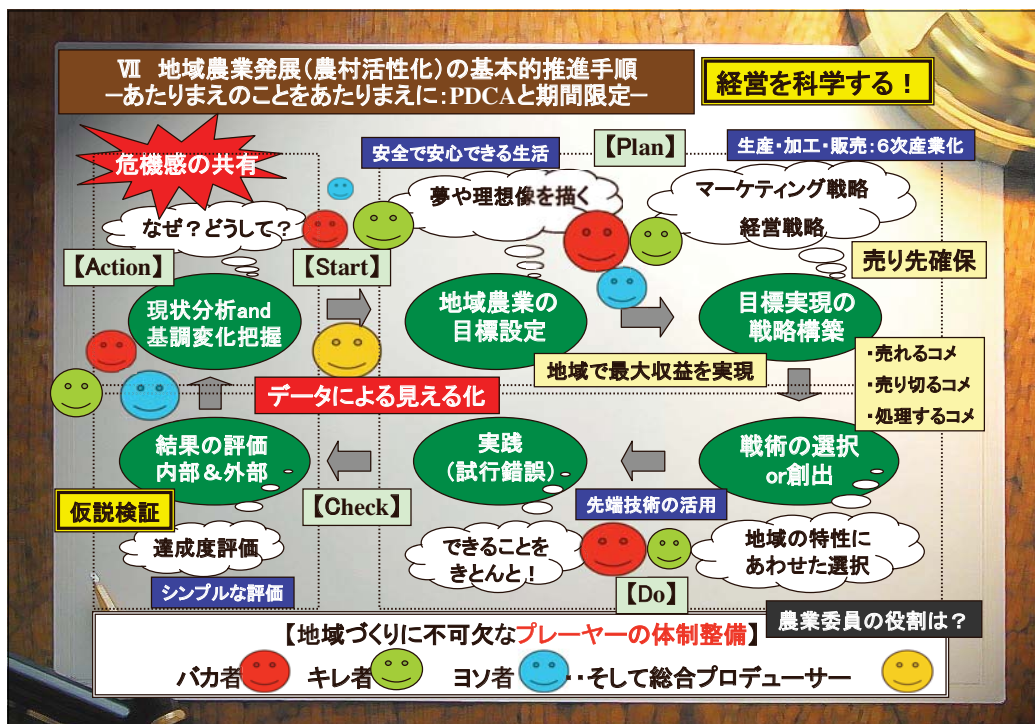 Ⅶ 地域農業発展(農村活性化)の基本的推進手順
−あたりまえのことをあたりまえに:PDCAと期間限定−
経営を科学する！
危機感の共有
安全で安心できる生活
【Plan】
生産・加工・販売:６次産業化
なぜ？どうして？
夢や理想像を描く
マーケティング戦略
経営戦略
【Action】
【Start】
売り先確保
現状分析and
基調変化把握
地域農業の
目標設定
目標実現の
戦略構築
地域で最大収益を実現
・売れるコメ
・売り切るコメ
・処理するコメ
データによる見える化
結果の評価
内部＆外部
実践
(試行錯誤)
戦術の選択
or創出
仮説検証
【Check】
先端技術の活用
達成度評価
できることを
きとんと！
地域の特性に
あわせた選択
シンプルな評価
【Do】
農業委員の役割は？
【地域づくりに不可欠なプレーヤーの体制整備】
バカ者 キレ者 ヨソ者 ・・そして総合プロデューサー